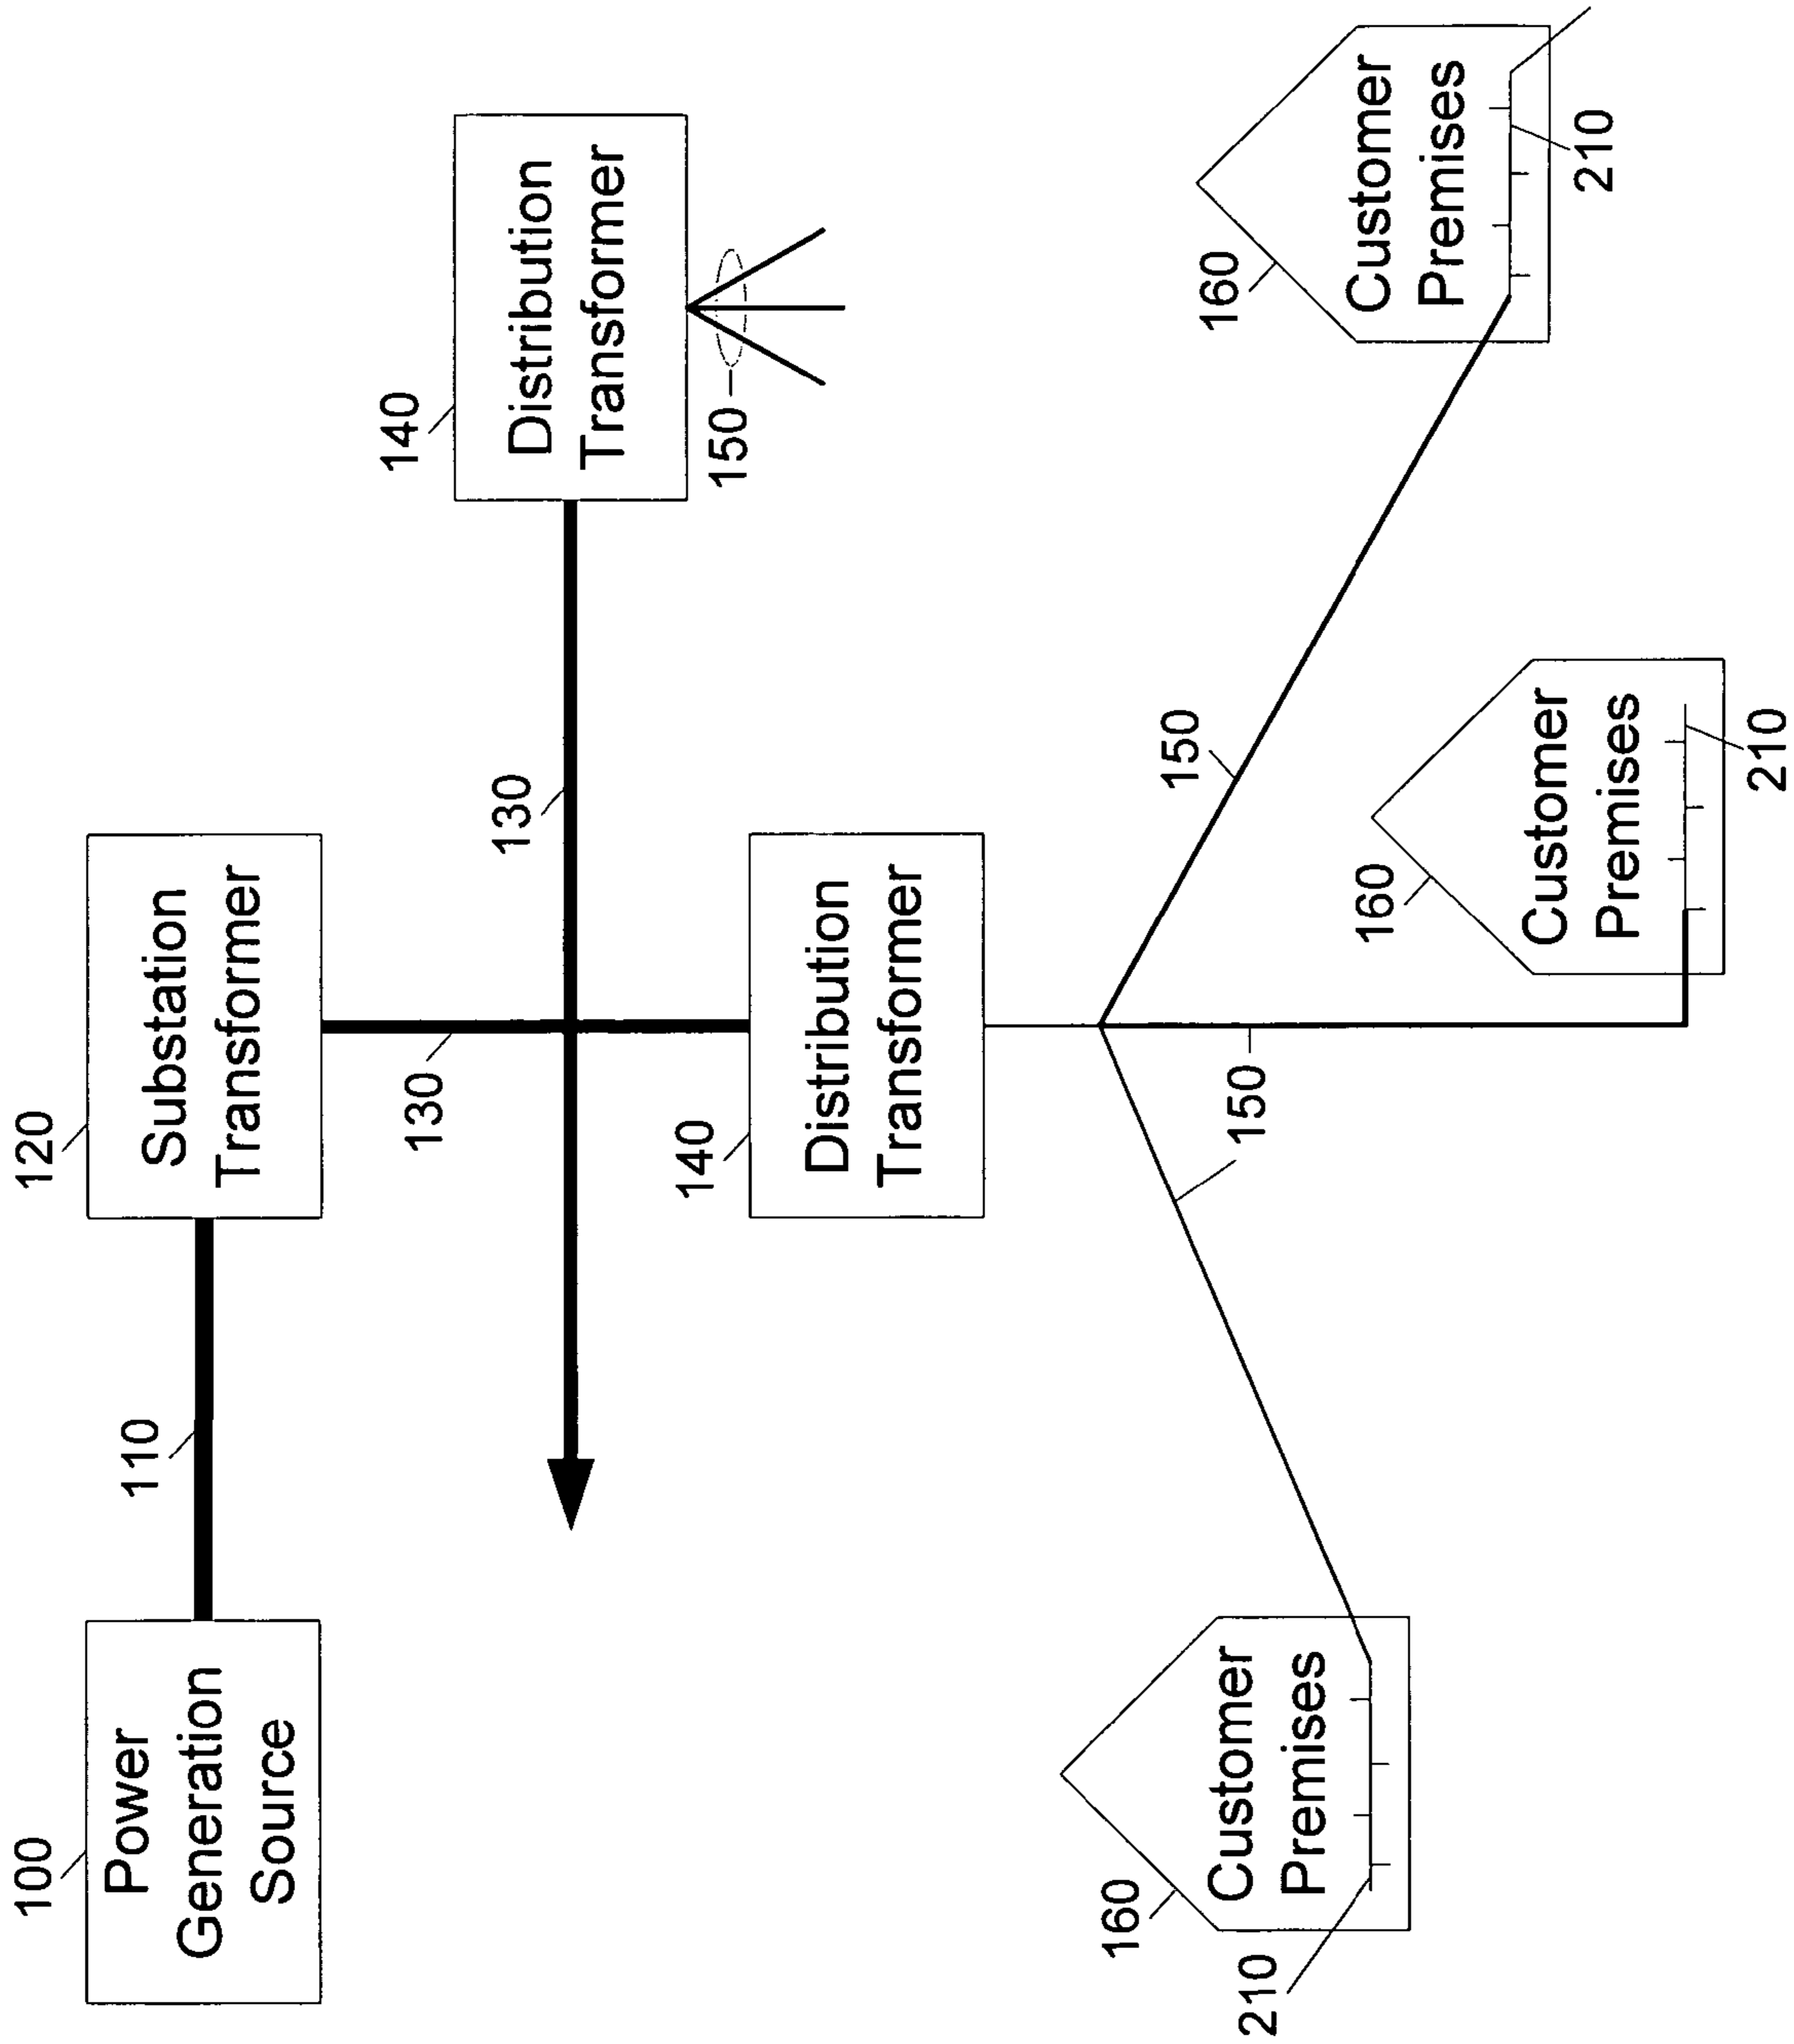 100
Power
Generation
Source
110
120
Substation
Transformer
130
130
140
Distribution
Transformer
150
140
Distribution
Transformer
150
150
160
Customer
Premises
210
160
Customer
Premises
210
160
Customer
Premises
210